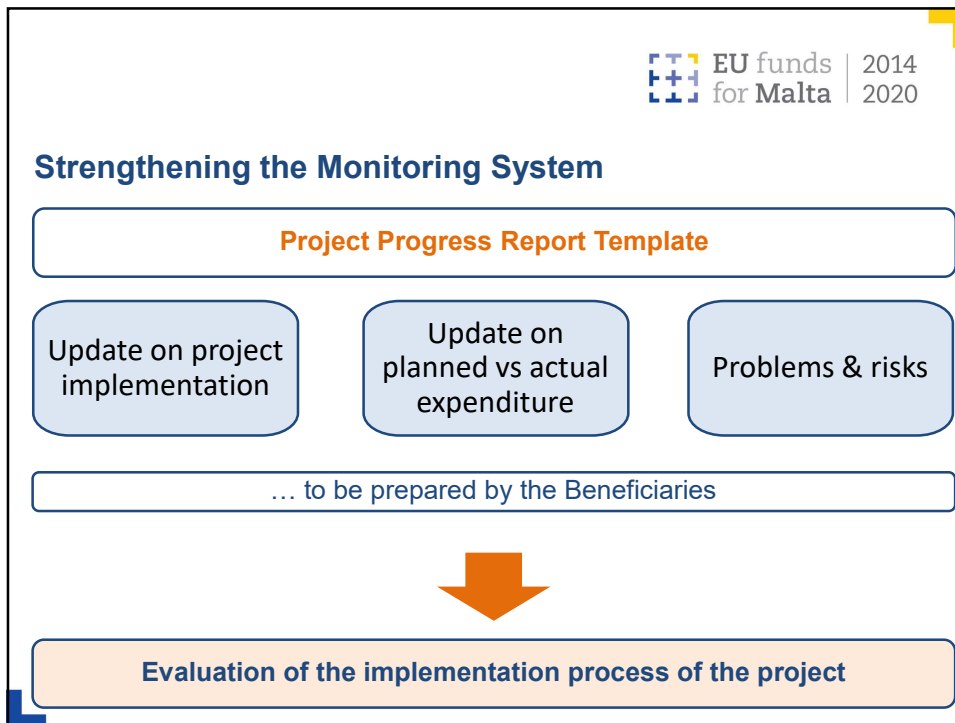 EU funds 2014
for Malta 2020
Strengthening the Monitoring System
Project Progress Report Template
Update on project
implementation
Update on
planned vs actual
expenditure
Problems & risks
… to be prepared by the Beneficiaries
Evaluation of the implementation process of the project